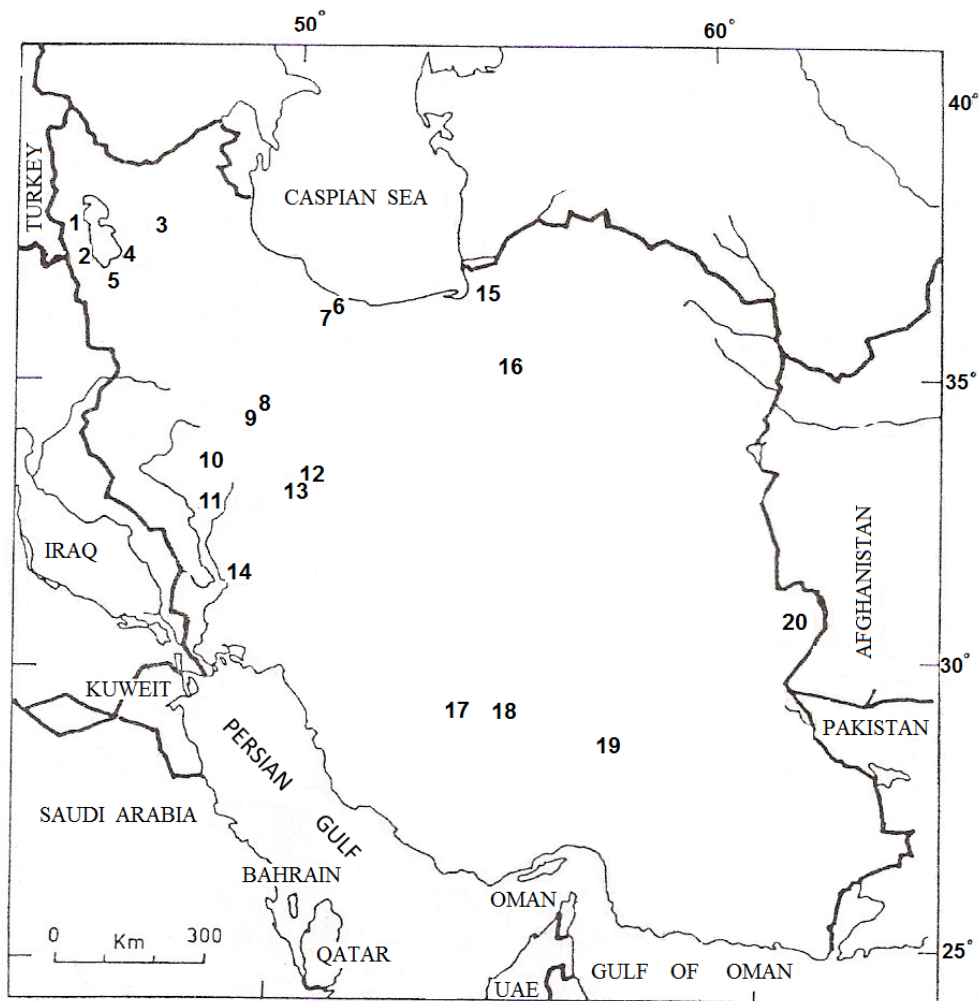 50°
60°
40°
TURKEY
CASPIAN SEA
1
3
2
4
5
6
7
15
16
35°
8
9
10
12
13
11
IRAQ
14
AFGHANISTAN
20
30°
KUWEIT
17
18
PAKISTAN
PERSIAN
GULF
19
SAUDI ARABIA
BAHRAIN
OMAN
0 Km 300
QATAR
25°
UAE
GULF OF OMAN